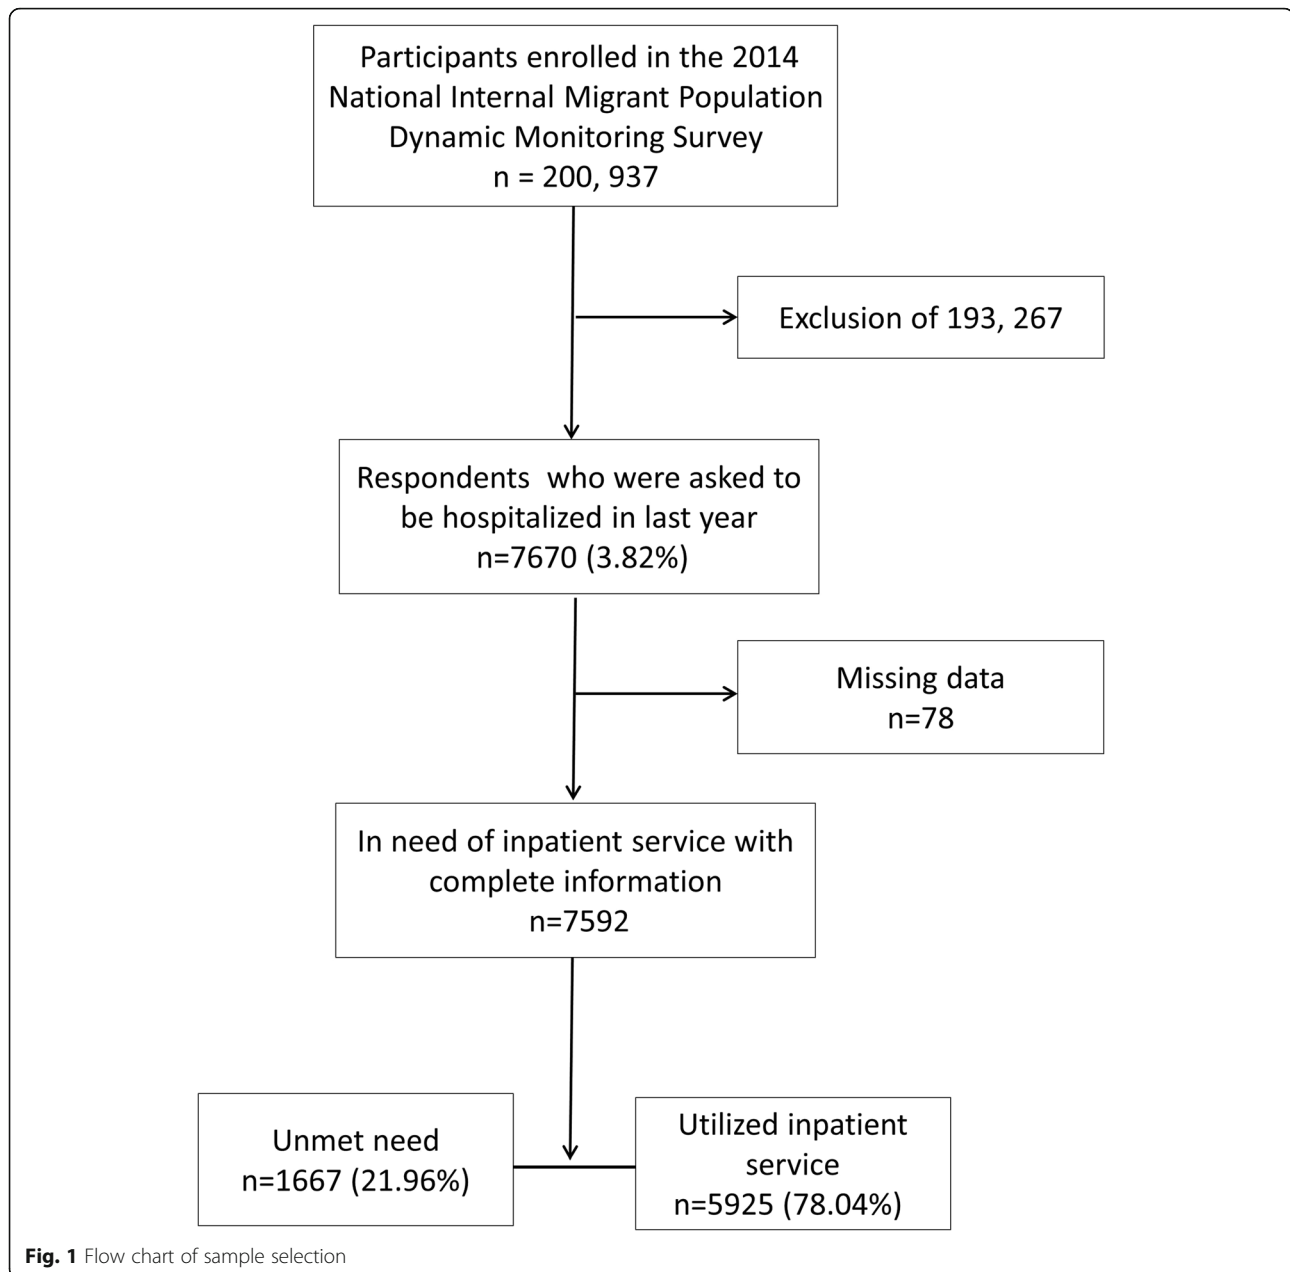 Participants enrolled in the 2014
National Internal Migrant Population
Dynamic Monitoring Survey
n = 200, 937
Exclusion of 193, 267
Respondents  who were asked to
be hospitalized in last year
n=7670 (3.82%)
Missing data
n=78
In need of inpatient service with
complete information
n=7592
Unmet need
n=1667 (21.96%)
Utilized inpatient
service
n=5925 (78.04%)
Fig. 1 Flow chart of sample selection